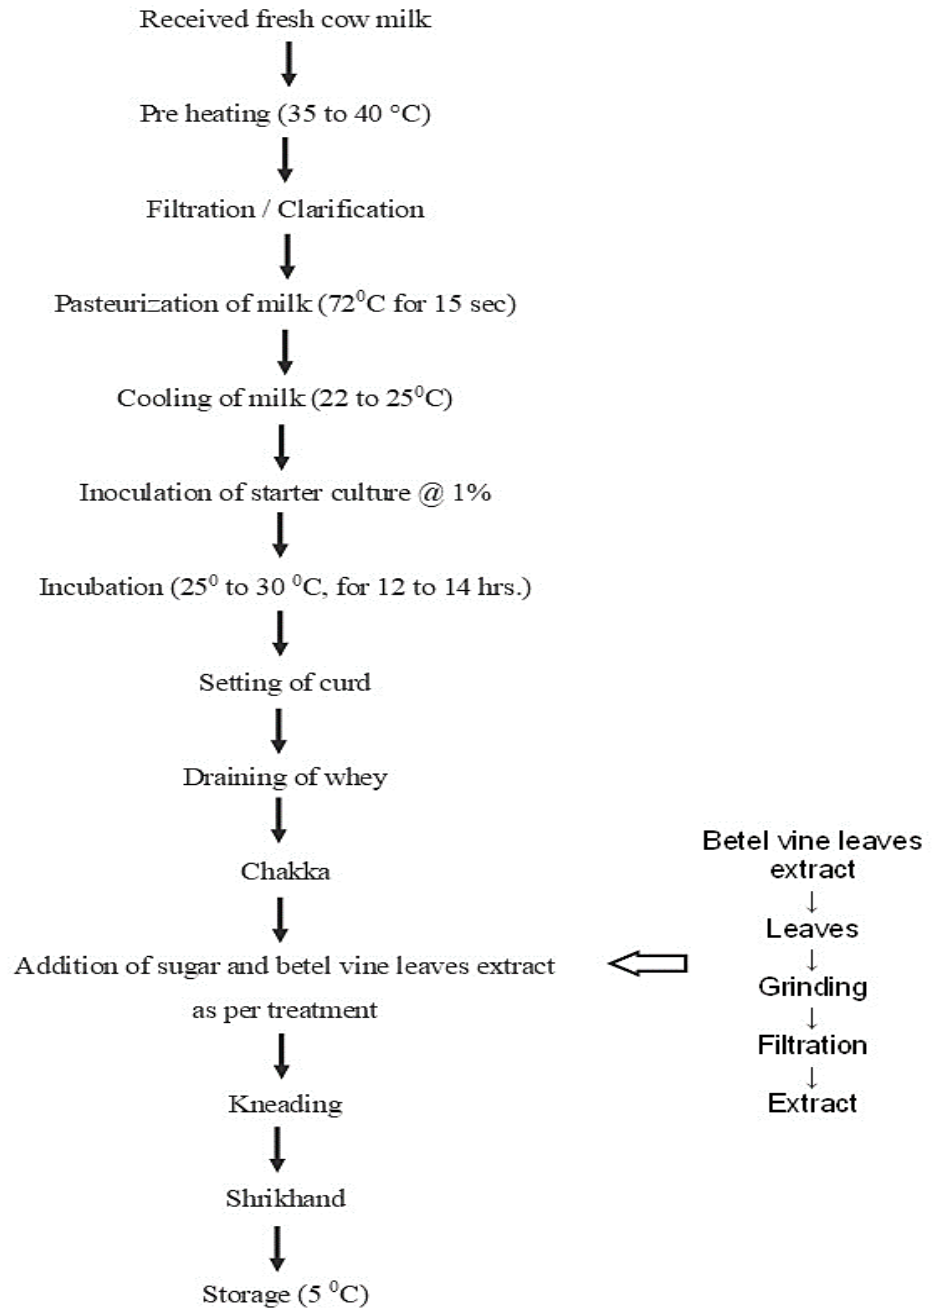 Received fresh cow milk
Pre heating (35 to 40 °C)
Filtration / Clarification
Pasteurization of milk (72⁰C for 15 sec)
Cooling of milk (22 to 25⁰C)
Inoculation of starter culture @ 1%
Incubation (25⁰ to 30 ⁰C, for 12 to 14 hrs.)
Setting of curd
Draining of whey
Chakka
Addition of sugar and betel vine leaves extract
as per treatment
Kneading
Shrikhand
Storage (5 ⁰C)
Betel vine leaves
extract
↓
Leaves
↓
Grinding
↓
Filtration
↓
Extract